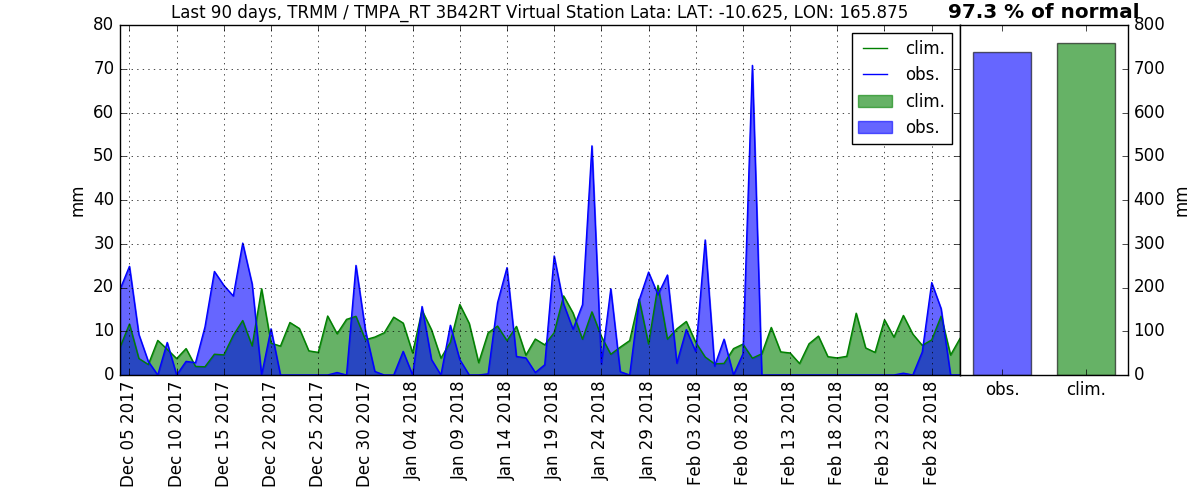 Last 90 days, TRMM / TMPA_RT 3B42RT Virtual Station Lata: LAT: -10.625, LON: 165.875
97.3 % of normal
80
70
60
50
40
30
20
10
0
mm
clim.
obs.
clim.
obs.
800
700
600
500
400
300
200
100
0
mm
obs.
clim.
Dec 05 2017
Dec 10 2017
Dec 15 2017
Dec 20 2017
Dec 25 2017
Dec 30 2017
Jan 04 2018
Jan 09 2018
Jan 14 2018
Jan 19 2018
Jan 24 2018
Jan 29 2018
Feb 03 2018
Feb 08 2018
Feb 13 2018
Feb 18 2018
Feb 23 2018
Feb 28 2018